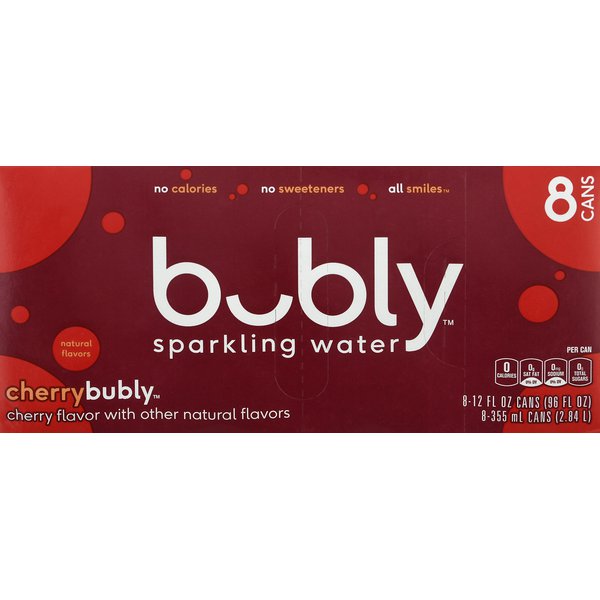 no calories no sweeteners all smiles™
8 CANS
bubly™
sparkling water
natural
flavors
cherrybubly™
cherry flavor with other natural flavors
PER CAN
0 CALORIES
0g SAT FAT 0% DV
0mg SODIUM 0% DV
0g TOTAL SUGARS
8-12 FL OZ CANS (96 FL OZ)
8-355 mL CANS (2.84 L)